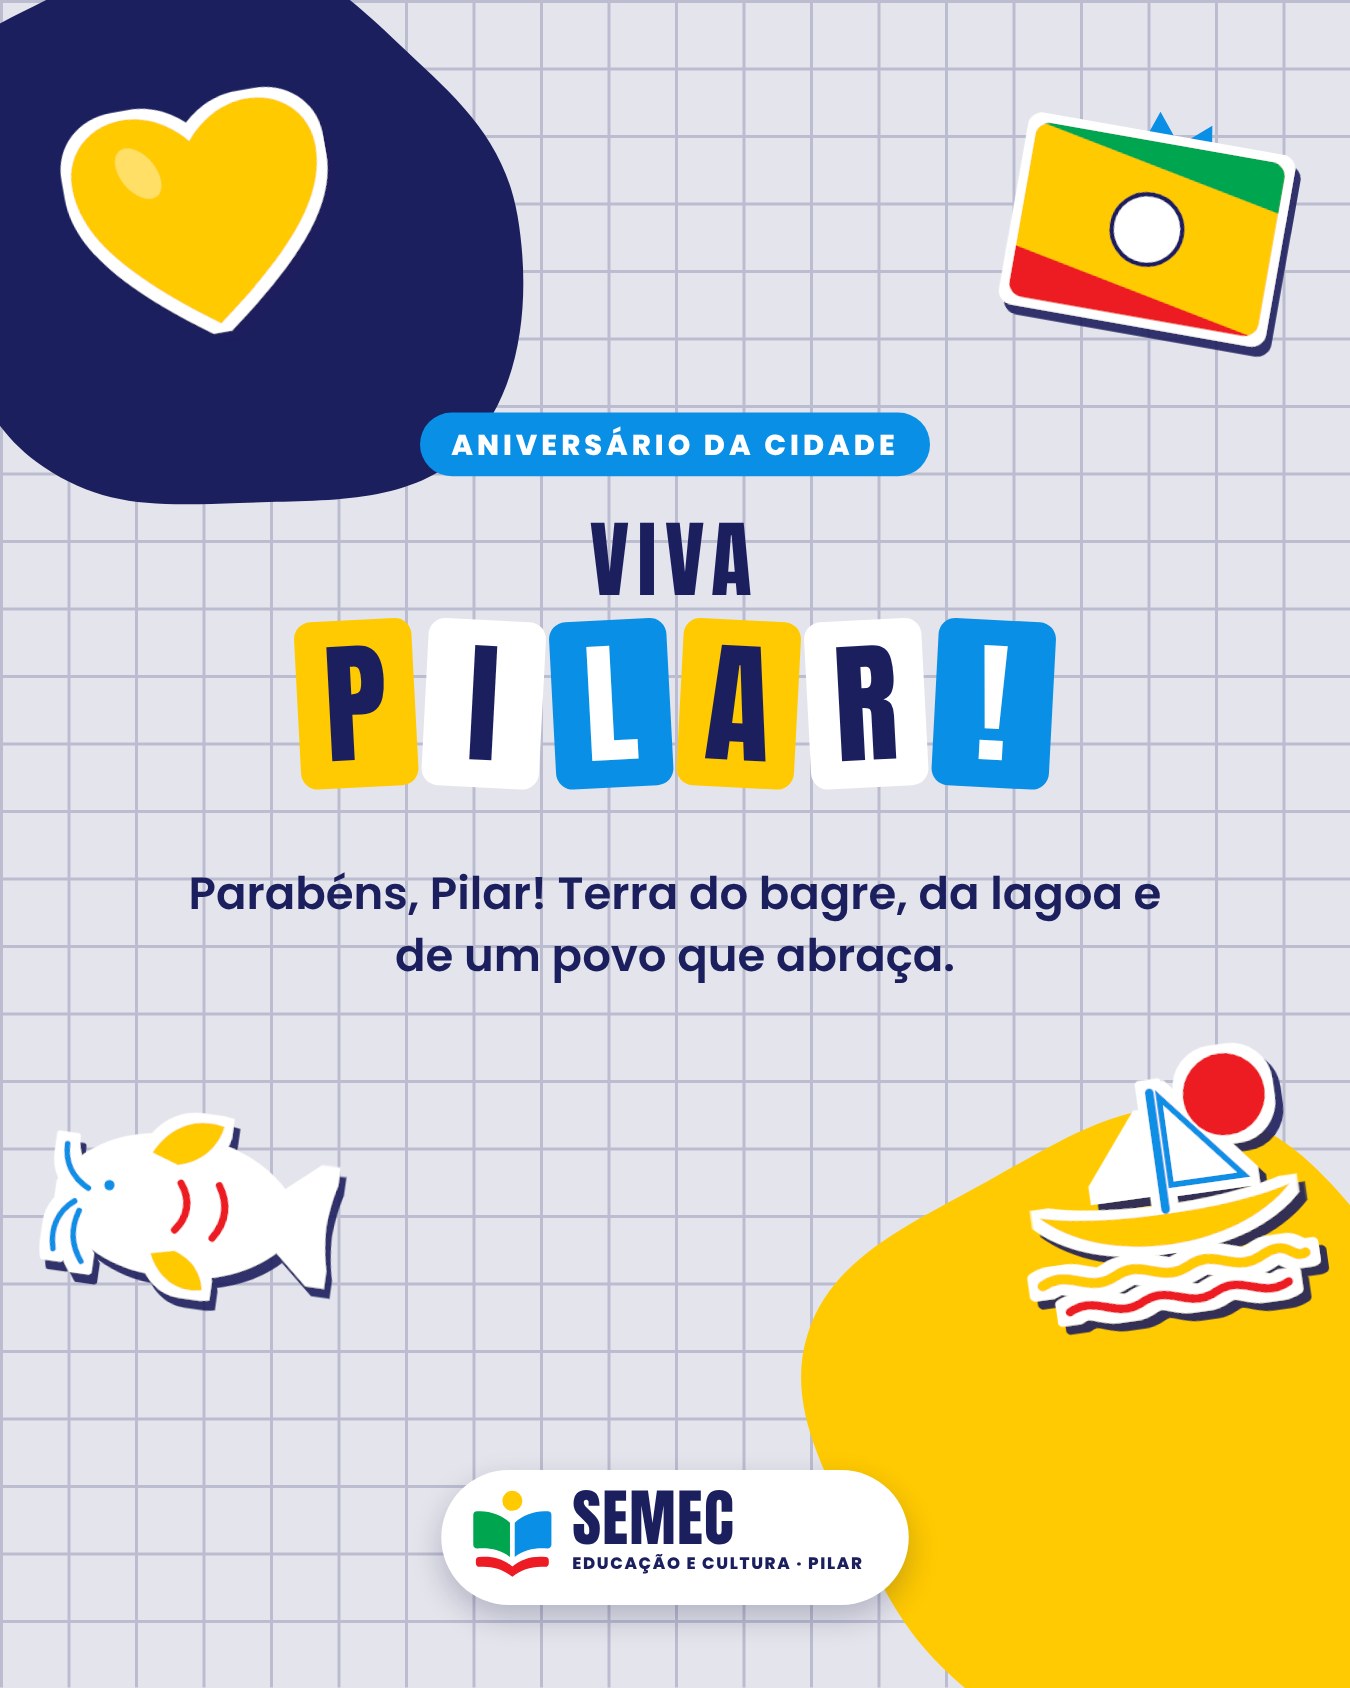 ANIVERSÁRIO DA CIDADE
VIVA
PILAR!
Parabéns, Pilar! Terra do bagre, da lagoa e
de um povo que abraça.
SEMEC
EDUCAÇÃO E CULTURA · PILAR